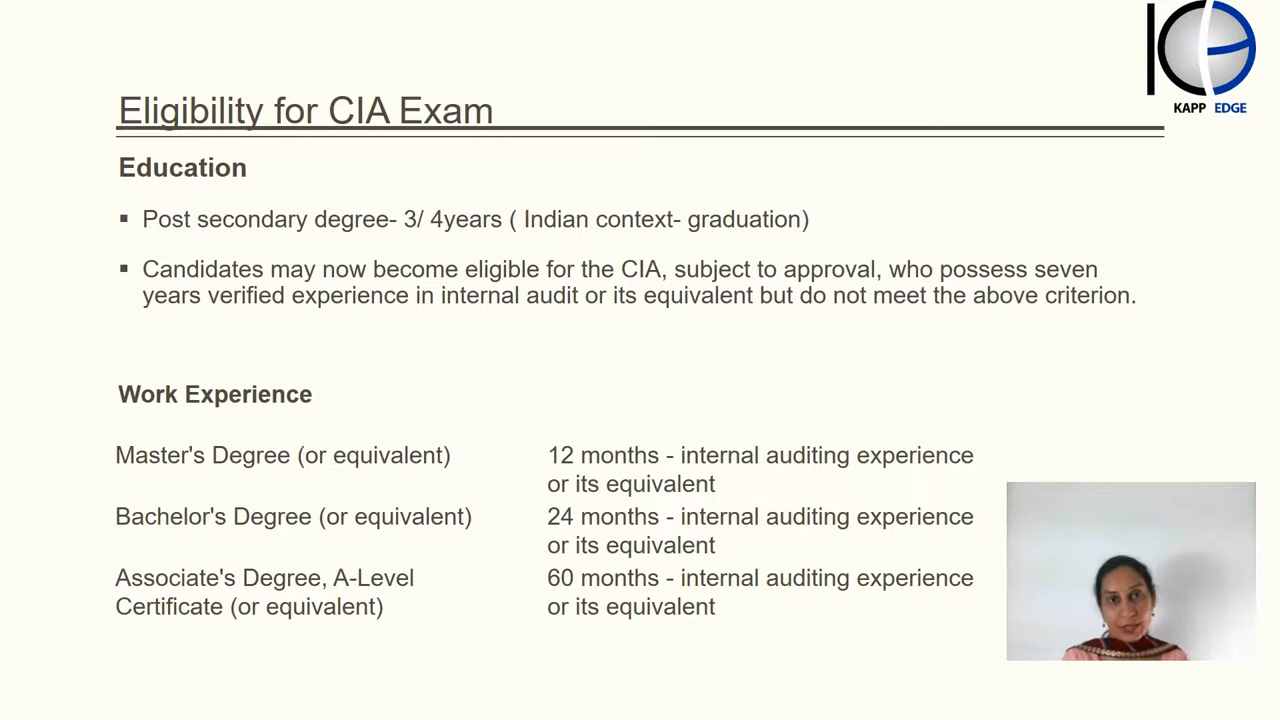 KAPP EDGE
Eligibility for CIA Exam
Education
▪ Post secondary degree- 3/ 4years ( Indian context- graduation)
▪ Candidates may now become eligible for the CIA, subject to approval, who possess seven
years verified experience in internal audit or its equivalent but do not meet the above criterion.
Work Experience
Master's Degree (or equivalent) 12 months - internal auditing experience
or its equivalent
Bachelor's Degree (or equivalent) 24 months - internal auditing experience
or its equivalent
Associate's Degree, A-Level 60 months - internal auditing experience
Certificate (or equivalent) or its equivalent